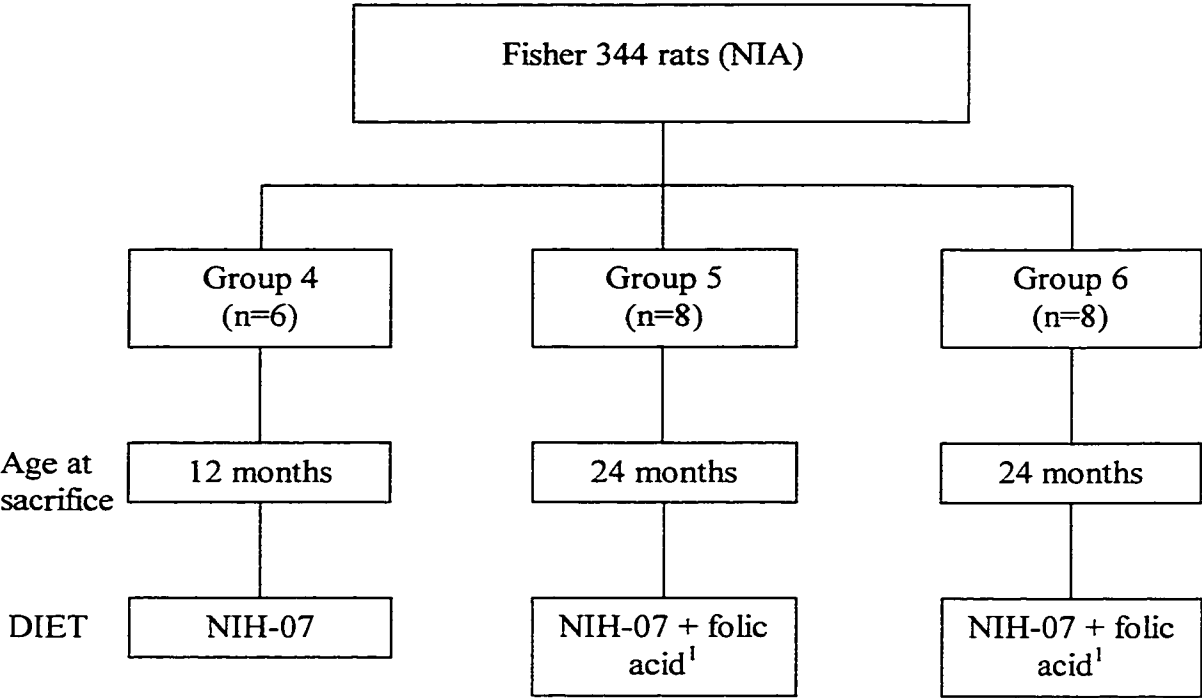 Fisher 344 rats (NIA)
Group 4
(n=6)
Group 5
(n=8)
Group 6
(n=8)
Age at
sacrifice
12 months
24 months
24 months
DIET
NIH-07
NIH-07 + folic
acid¹
NIH-07 + folic
acid¹